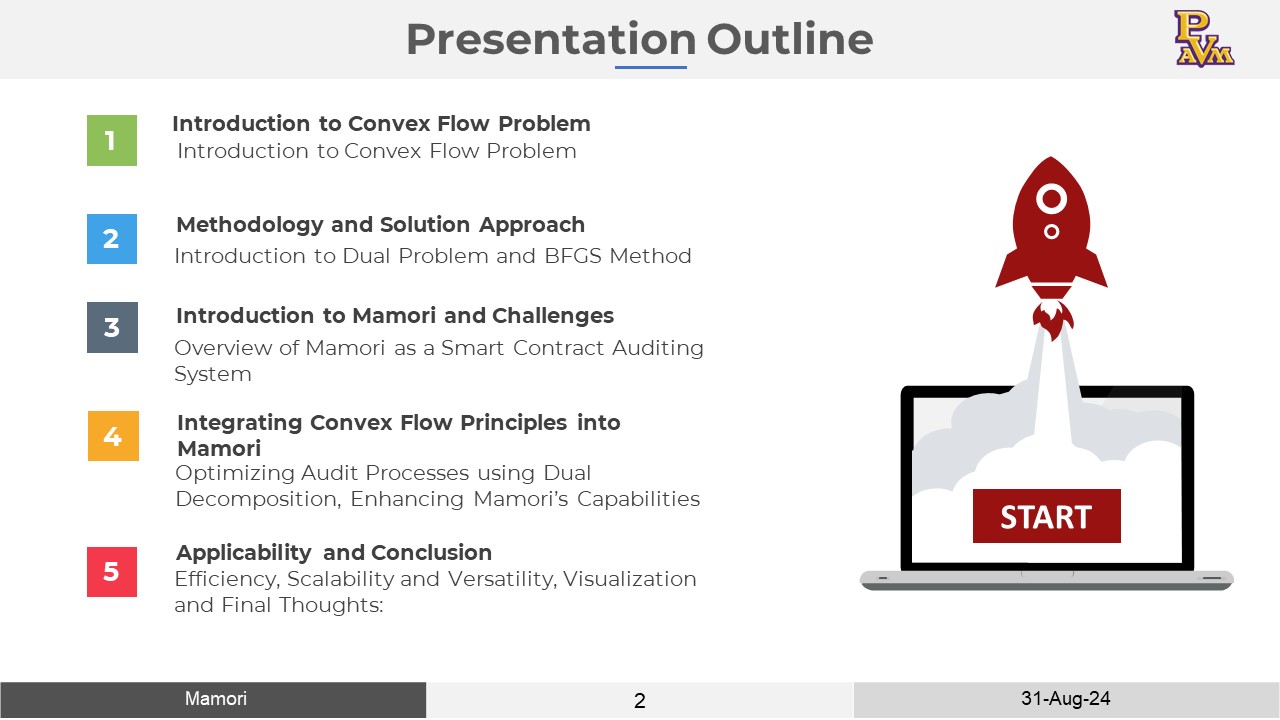 Presentation Outline
PVAM
1
Introduction to Convex Flow Problem
Introduction to Convex Flow Problem
2
Methodology and Solution Approach
Introduction to Dual Problem and BFGS Method
3
Introduction to Mamori and Challenges
Overview of Mamori as a Smart Contract Auditing
System
4
Integrating Convex Flow Principles into
Mamori
Optimizing Audit Processes using Dual
Decomposition, Enhancing Mamori’s Capabilities
5
Applicability and Conclusion
Efficiency, Scalability and Versatility, Visualization
and Final Thoughts:
START
Mamori
2
31-Aug-24